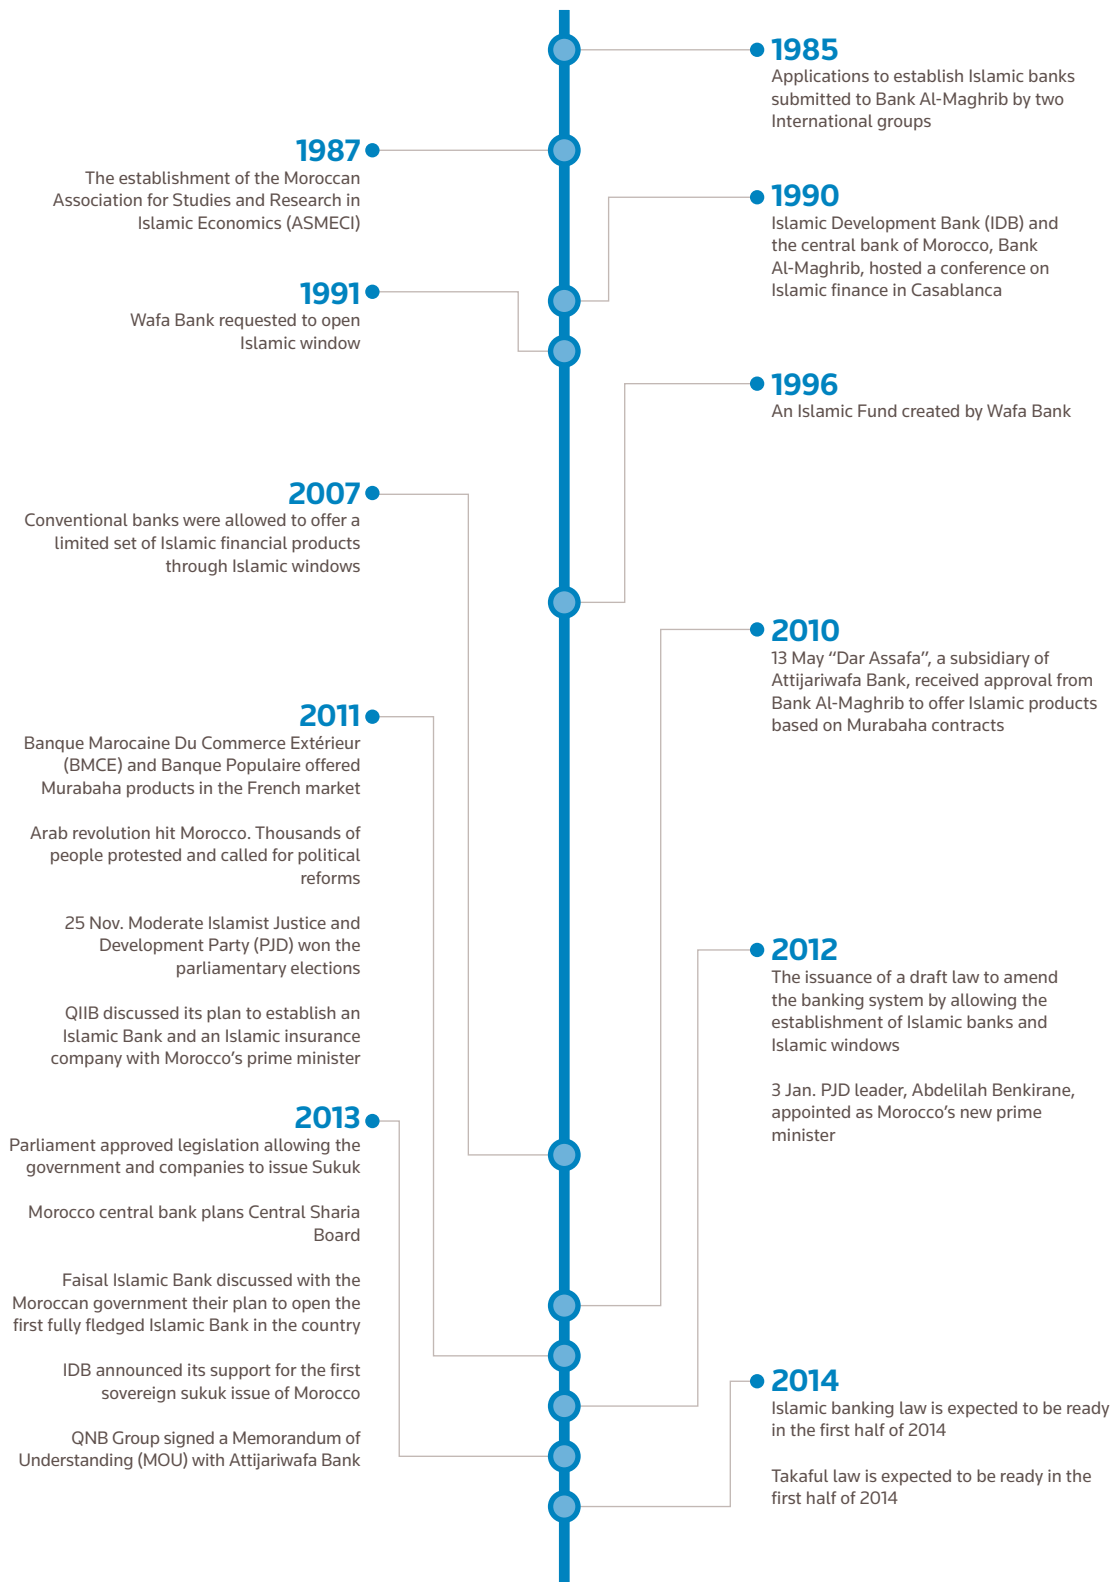 1985
Applications to establish Islamic banks
submitted to Bank Al-Maghrib by two
International groups
1987
The establishment of the Moroccan
Association for Studies and Research in
Islamic Economics (ASMECI)
1990
Islamic Development Bank (IDB) and
the central bank of Morocco, Bank
Al-Maghrib, hosted a conference on
Islamic finance in Casablanca
1991
Wafa Bank requested to open
Islamic window
1996
An Islamic Fund created by Wafa Bank
2007
Conventional banks were allowed to offer a
limited set of Islamic financial products
through Islamic windows
2010
13 May “Dar Assafa”, a subsidiary of
Attijariwafa Bank, received approval from
Bank Al-Maghrib to offer Islamic products
based on Murabaha contracts
2011
Banque Marocaine Du Commerce Extérieur
(BMCE) and Banque Populaire offered
Murabaha products in the French market
Arab revolution hit Morocco. Thousands of
people protested and called for political
reforms
25 Nov. Moderate Islamist Justice and
Development Party (PJD) won the
parliamentary elections
QIIB discussed its plan to establish an
Islamic Bank and an Islamic insurance
company with Morocco’s prime minister
2012
The issuance of a draft law to amend
the banking system by allowing the
establishment of Islamic banks and
Islamic windows
3 Jan. PJD leader, Abdelilah Benkirane,
appointed as Morocco’s new prime
minister
2013
Parliament approved legislation allowing the
government and companies to issue Sukuk
Morocco central bank plans Central Sharia
Board
Faisal Islamic Bank discussed with the
Moroccan government their plan to open the
first fully fledged Islamic Bank in the country
IDB announced its support for the first
sovereign sukuk issue of Morocco
QNB Group signed a Memorandum of
Understanding (MOU) with Attijariwafa Bank
2014
Islamic banking law is expected to be ready
in the first half of 2014
Takaful law is expected to be ready in the
first half of 2014